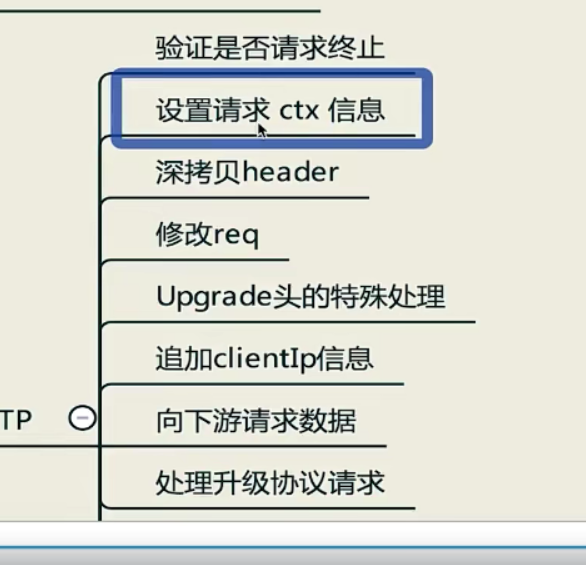 验证是否请求终止
设置请求 ctx 信息
深拷贝header
修改req
Upgrade头的特殊处理
追加clientIp信息
TP
向下游请求数据
处理升级协议请求